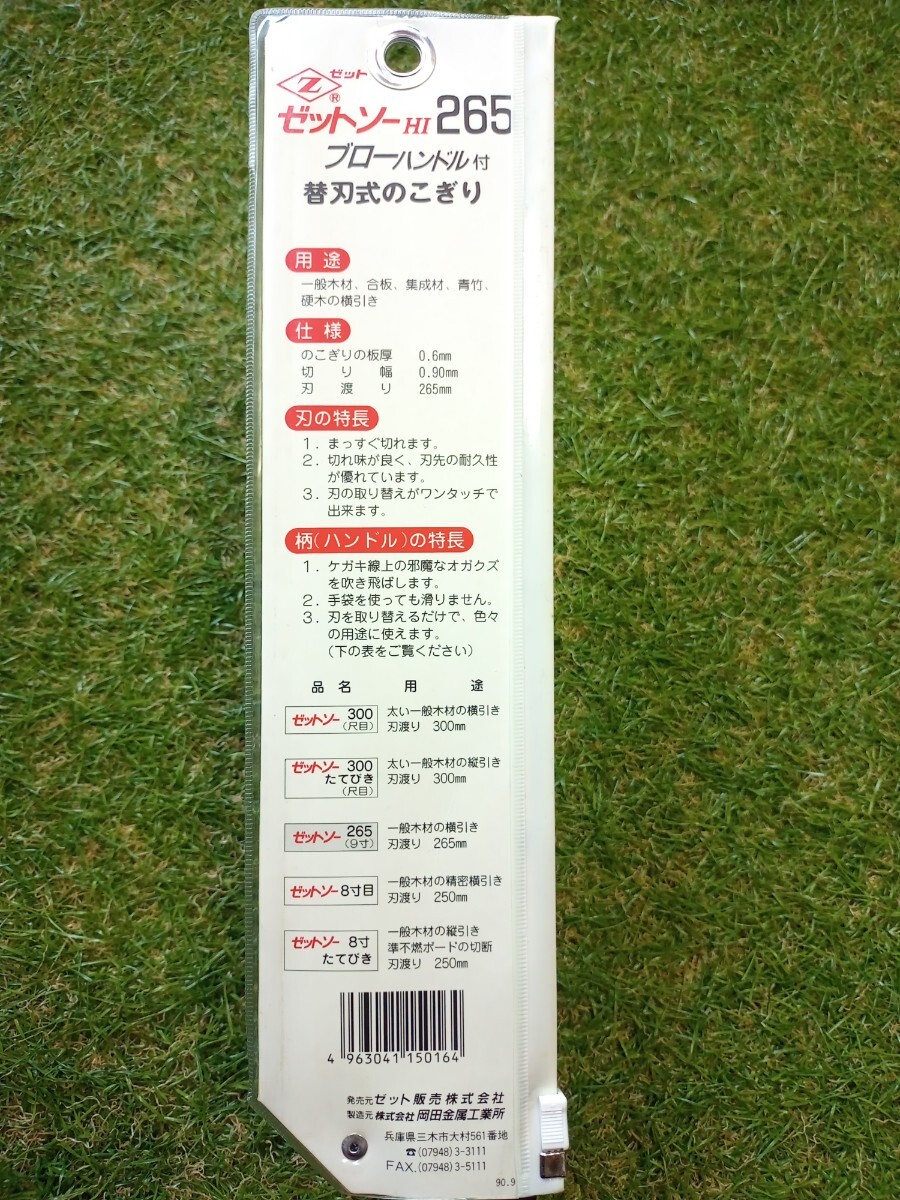 ゼット
Z
®
ゼットソーHI265
ブローハンドル付
替刃式のこぎり
用途
一般木材、合板、集成材、青竹、
硬木の横引き
仕様
のこぎりの板厚 0.6㎜
切り幅 0.90㎜
刃渡り 265㎜
刃の特長
1．まっすぐ切れます。
2．切れ味が良く、刃先の耐久性
が優れています。
3．刃の取り替えがワンタッチで
出来ます。
柄(ハンドル)の特長
1．ケガキ線上の邪魔なオガクズ
を吹き飛ばします。
2．手袋を使っても滑りません。
3．刃を取り替えるだけで、色々
の用途に使えます。
(下の表をご覧ください)
品名 用途
ゼットソー 300 (尺目)
太い一般木材の横引き
刃渡り 300㎜
ゼットソー 300 たてびき (尺目)
太い一般木材の縦引き
刃渡り 300㎜
ゼットソー 265 (9寸)
一般木材の横引き
刃渡り 265㎜
ゼットソー 8寸目
一般木材の精密横引き
刃渡り 250㎜
ゼットソー 8寸 たてびき
一般木材の縦引き
準不燃ボードの切断
刃渡り 250㎜
4 963041 150164
発売元 ゼット販売株式会社
製造元 株式会社 岡田金属工業所
兵庫県三木市大村561番地
☎(07948)3-3111
FAX.(07948)3-5111
90.9